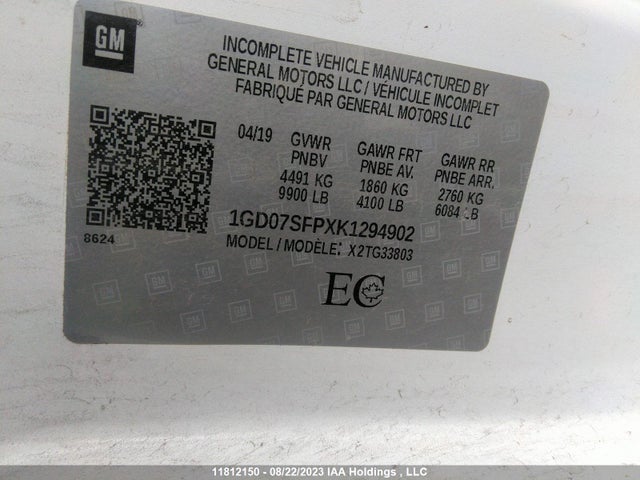 GM
INCOMPLETE VEHICLE MANUFACTURED BY
GENERAL MOTORS LLC / VÉHICULE INCOMPLET
FABRIQUÉ PAR GENERAL MOTORS LLC
04/19 GVWR GAWR FRT GAWR RR
PNBV PNBE AV. PNBE ARR.
4491 KG 1860 KG 2760 KG
9900 LB 4100 LB 6084 LB
1GD07SFPXK1294902
8624
MODEL / MODÈLE: X2TG33803
EC
11812150 - 08/22/2023 IAA Holdings , LLC